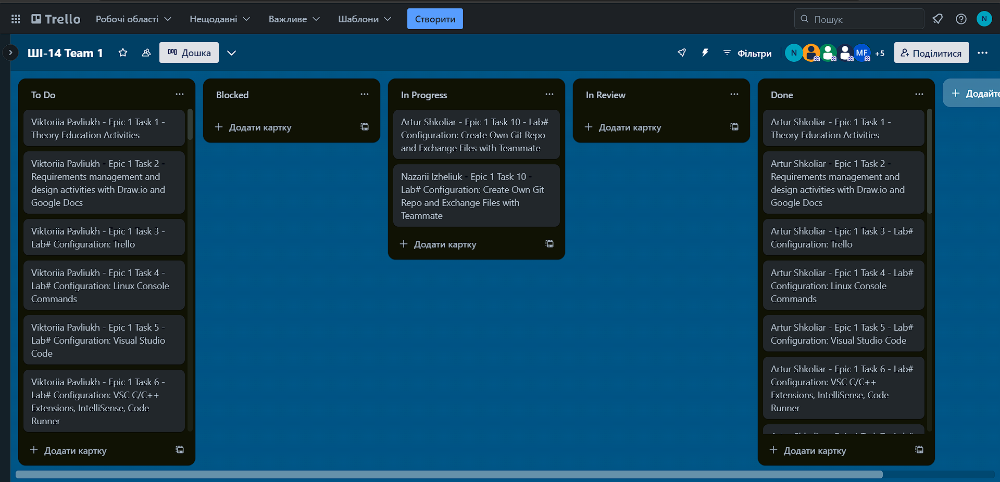 Trello
Робочі області
Нещодавні
Важливе
Шаблони
Створити
Пошук
N
ШІ-14 Team 1
Дошка
Фільтри
N
MF
+5
Поділитися
To Do
Viktoriia Pavliukh - Epic 1 Task 1 -
Theory Education Activities
Viktoriia Pavliukh - Epic 1 Task 2 -
Requirements management and
design activities with Draw.io and
Google Docs
Viktoriia Pavliukh - Epic 1 Task 3 -
Lab# Configuration: Trello
Viktoriia Pavliukh - Epic 1 Task 4 -
Lab# Configuration: Linux Console
Commands
Viktoriia Pavliukh - Epic 1 Task 5 -
Lab# Configuration: Visual Studio
Code
Viktoriia Pavliukh - Epic 1 Task 6 -
Lab# Configuration: VSC C/C++
Extensions, IntelliSense, Code
Runner
+ Додати картку
Blocked
+ Додати картку
In Progress
Artur Shkoliar - Epic 1 Task 10 - Lab#
Configuration: Create Own Git Repo
and Exchange Files with Teammate
Nazarii Izheliuk - Epic 1 Task 10 -
Lab# Configuration: Create Own Git
Repo and Exchange Files with
Teammate
+ Додати картку
In Review
+ Додати картку
Done
Artur Shkoliar - Epic 1 Task 1 -
Theory Education Activities
Artur Shkoliar - Epic 1 Task 2 -
Requirements management and
design activities with Draw.io and
Google Docs
Artur Shkoliar - Epic 1 Task 3 - Lab#
Configuration: Trello
Artur Shkoliar - Epic 1 Task 4 - Lab#
Configuration: Linux Console
Commands
Artur Shkoliar - Epic 1 Task 5 - Lab#
Configuration: Visual Studio Code
Artur Shkoliar - Epic 1 Task 6 - Lab#
Configuration: VSC C/C++
Extensions, IntelliSense, Code
Runner
+ Додати картку
+ Додайте